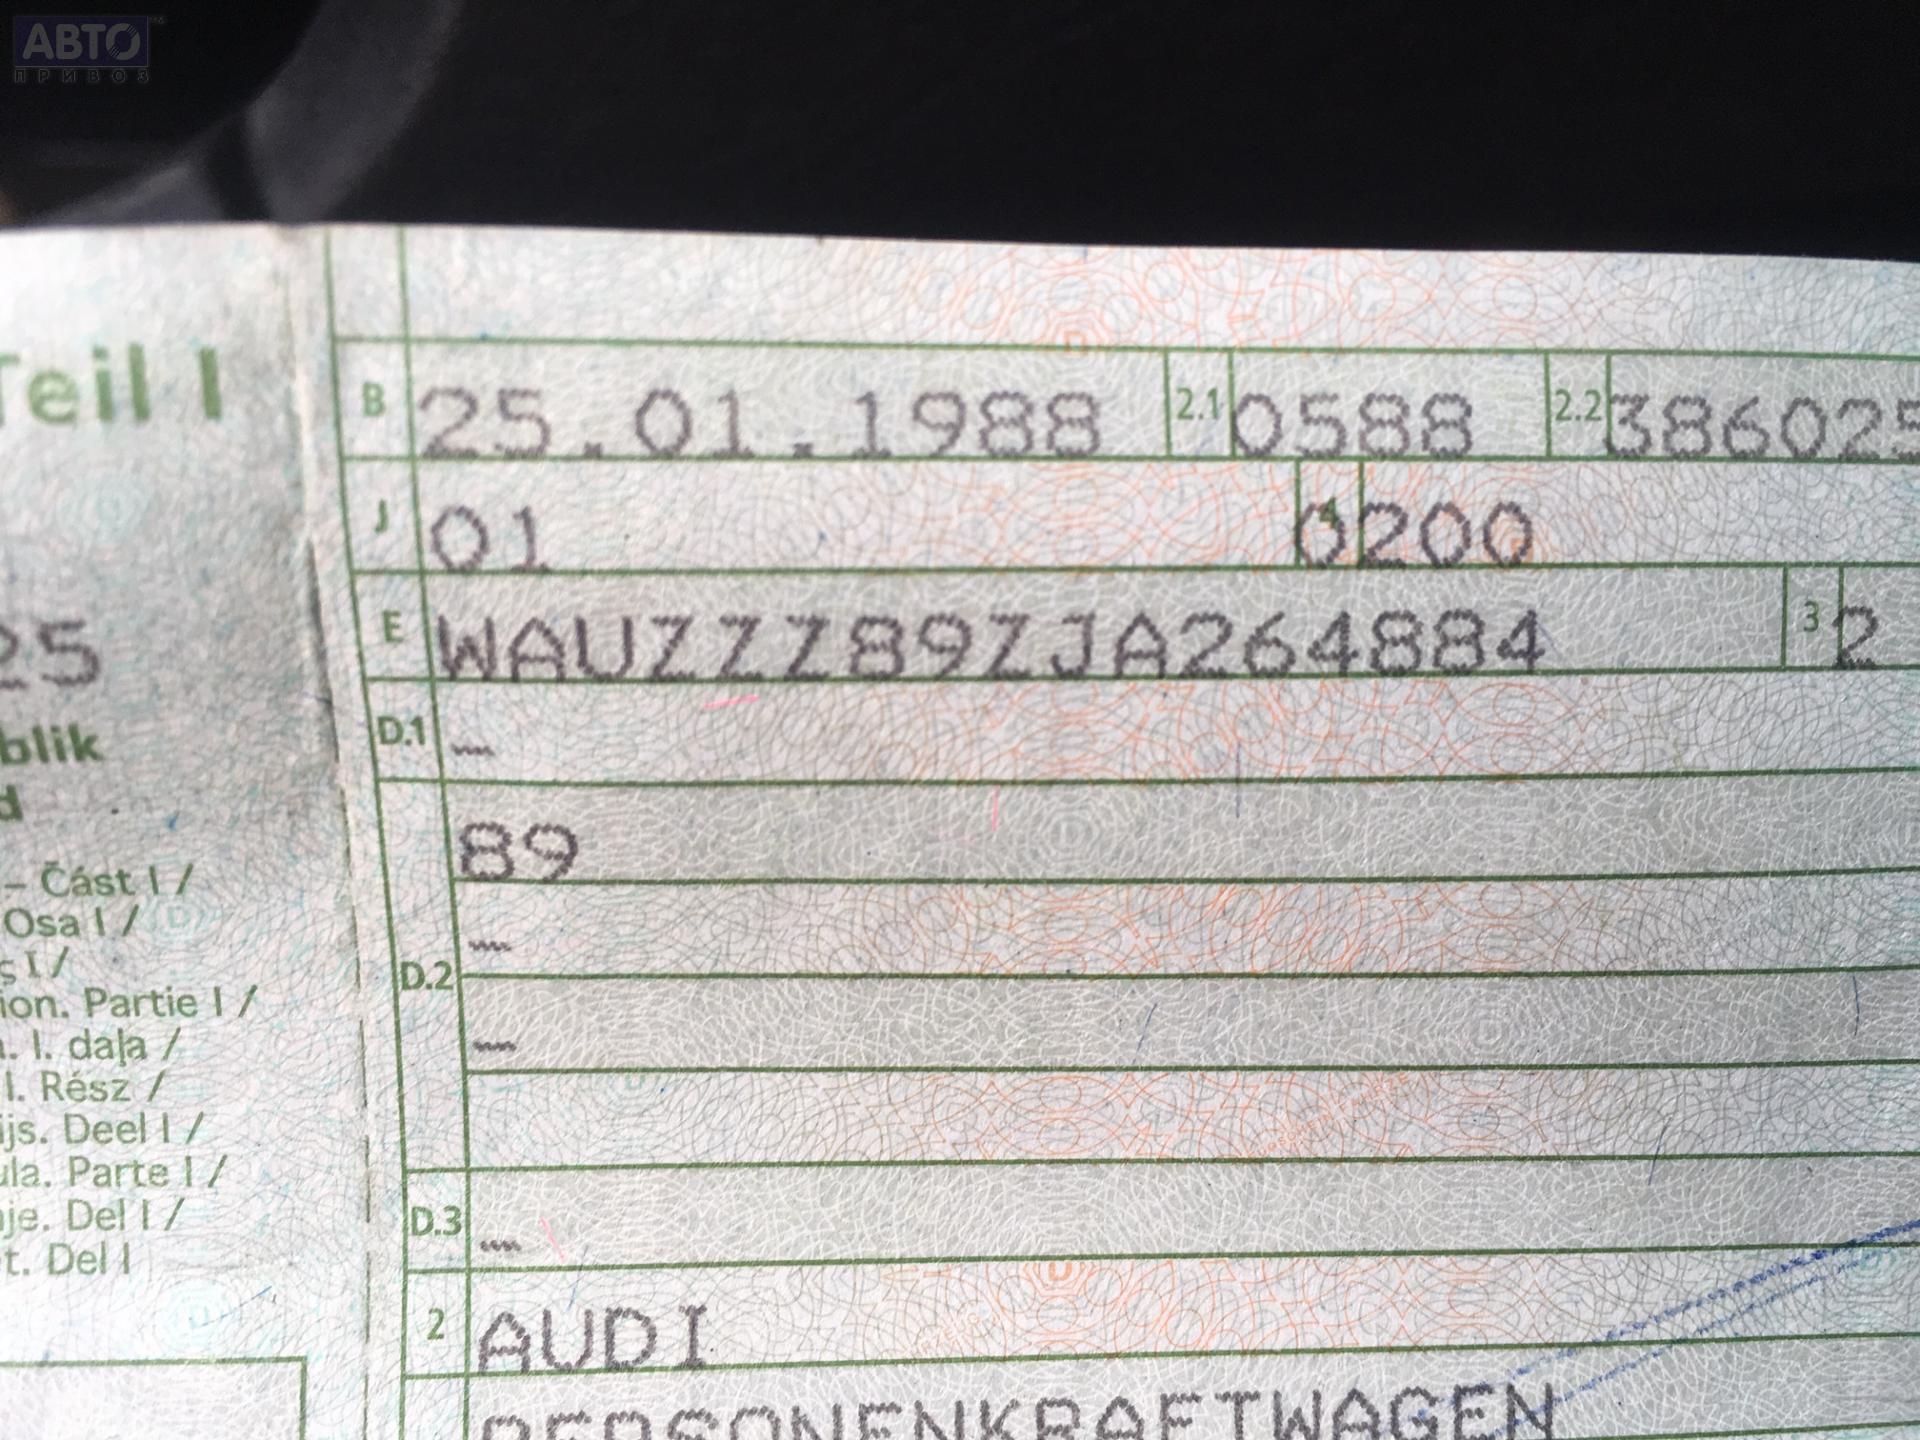 АВТО™
ПРИВОЗ
Teil I
B 25.01.1988 2.1 0588 2.2 386025
J 01 4 0200
E WAUZZZ89ZJA264884 3 2
25
D.1 –
blik
d
89
– Část I /
Osa I /
–
I /
D.2
ion. Partie I /
–
. I. daļa /
I. Rész /
ijs. Deel I /
ula. Parte I /
je. Del I /
D.3 –
t. Del I
2 AUDI
PERSONENKRAFTWAGEN